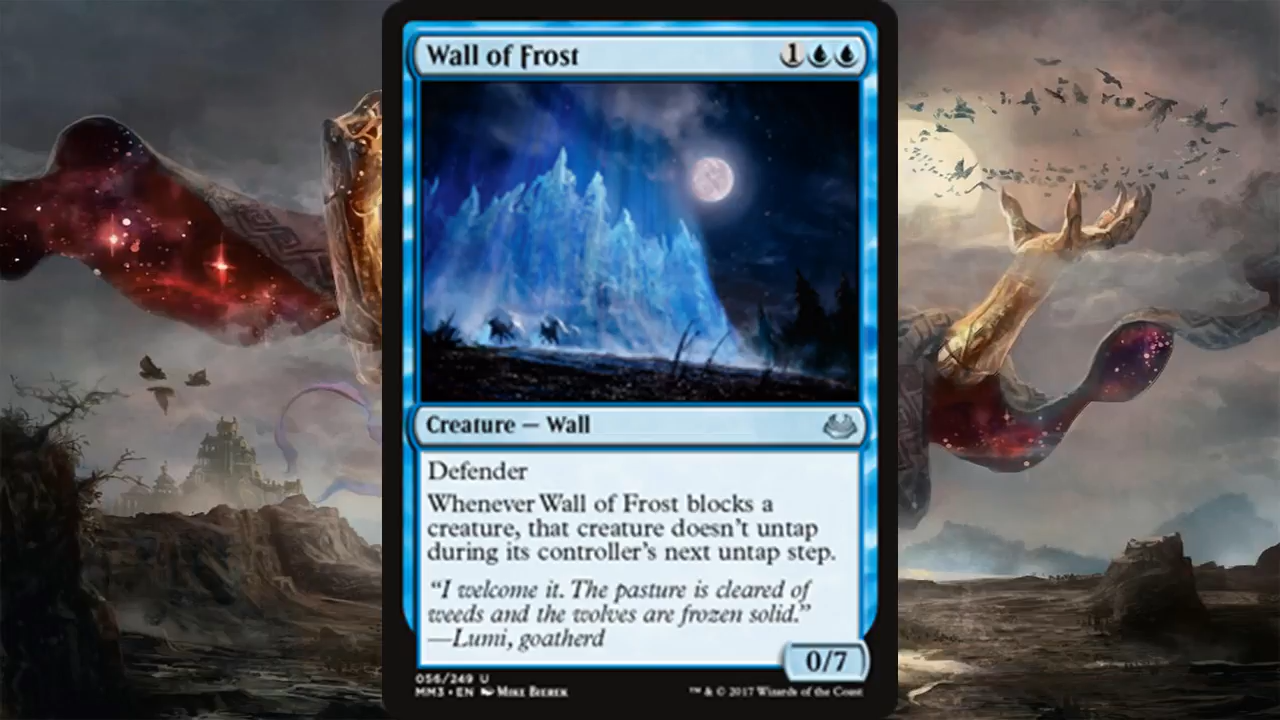 Wall of Frost 1
Creature — Wall
Defender
Whenever Wall of Frost blocks a
creature, that creature doesn't untap
during its controller's next untap step.
"I welcome it. The pasture is cleared of
weeds and the wolves are frozen solid."
—Lumi, goatherd
0/7
056/249 U
MM3 • EN Mike Bierek ™ & © 2017 Wizards of the Coast